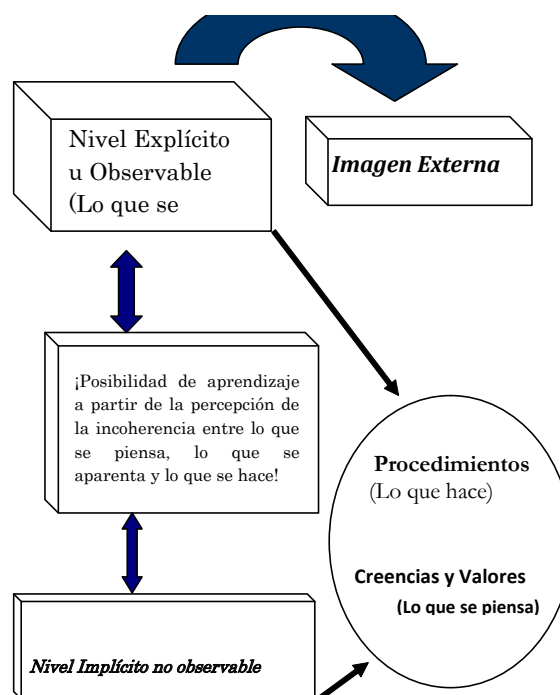 Nivel Explícito
u Observable
(Lo que se
Imagen Externa
¡Posibilidad de aprendizaje
a partir de la percepción de
la incoherencia entre lo que
se piensa, lo que se
aparenta y lo que se hace!
Procedimientos
(Lo que hace)
Creencias y Valores
(Lo que se piensa)
Nivel Implícito no observable